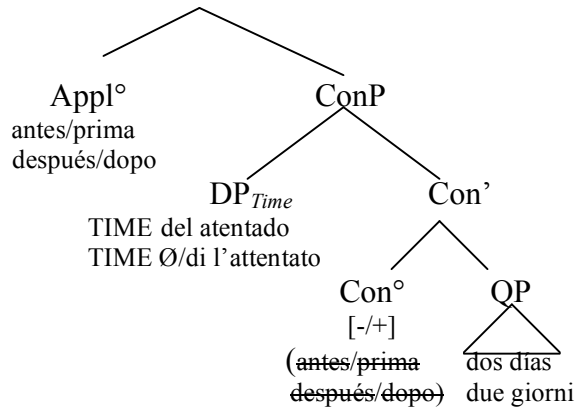 Appl° ConP
antes/prima
después/dopo
DP_Time Con’
TIME del atentado
TIME Ø/di l’attentato
Con° QP
[-/+]
(antes/prima dos días
después/dopo) due giorni